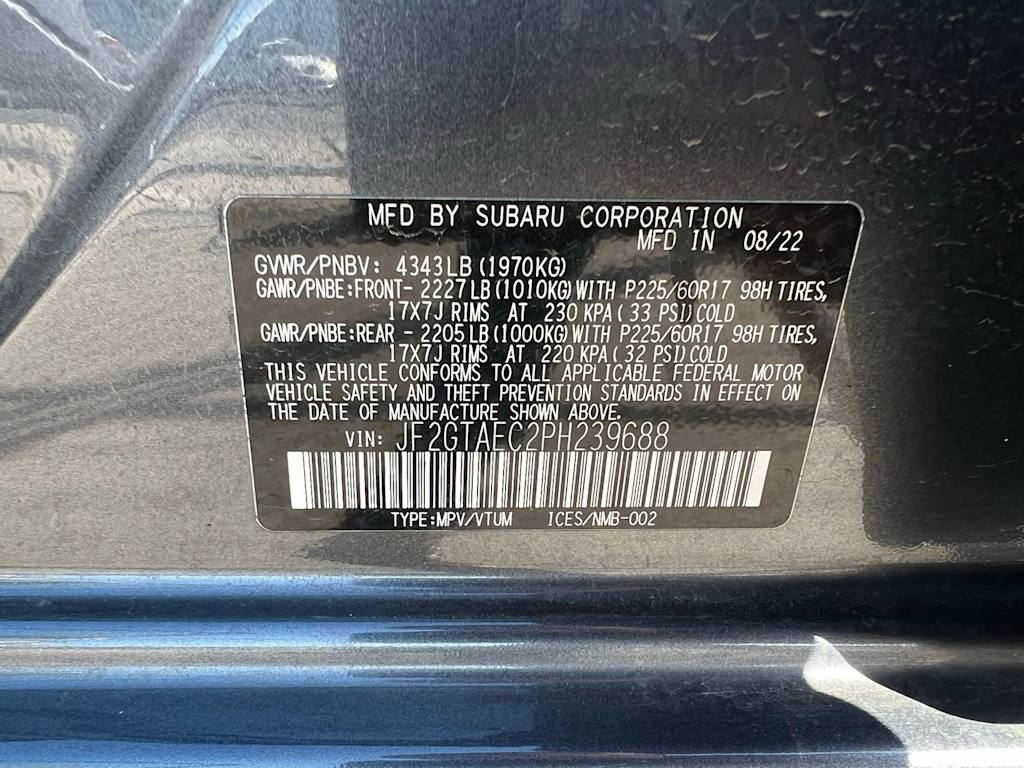 MFD BY SUBARU CORPORATION
MFD IN 08/22
GVWR/PNBV: 4343LB (1970KG)
GAWR/PNBE:FRONT- 2227LB (1010KG) WITH P225/60R17 98H TIRES,
17X7J RIMS AT 230 KPA ( 33 PSI) COLD
GAWR/PNBE:REAR - 2205LB (1000KG) WITH P225/60R17 98H TIRES,
17X7J RIMS AT 220 KPA ( 32 PSI) COLD
THIS VEHICLE CONFORMS TO ALL APPLICABLE FEDERAL MOTOR
VEHICLE SAFETY AND THEFT PREVENTION STANDARDS IN EFFECT ON
THE DATE OF MANUFACTURE SHOWN ABOVE.
VIN: JF2GTAEC2PH239688
TYPE:MPV/VTUM ICES/NMB-002